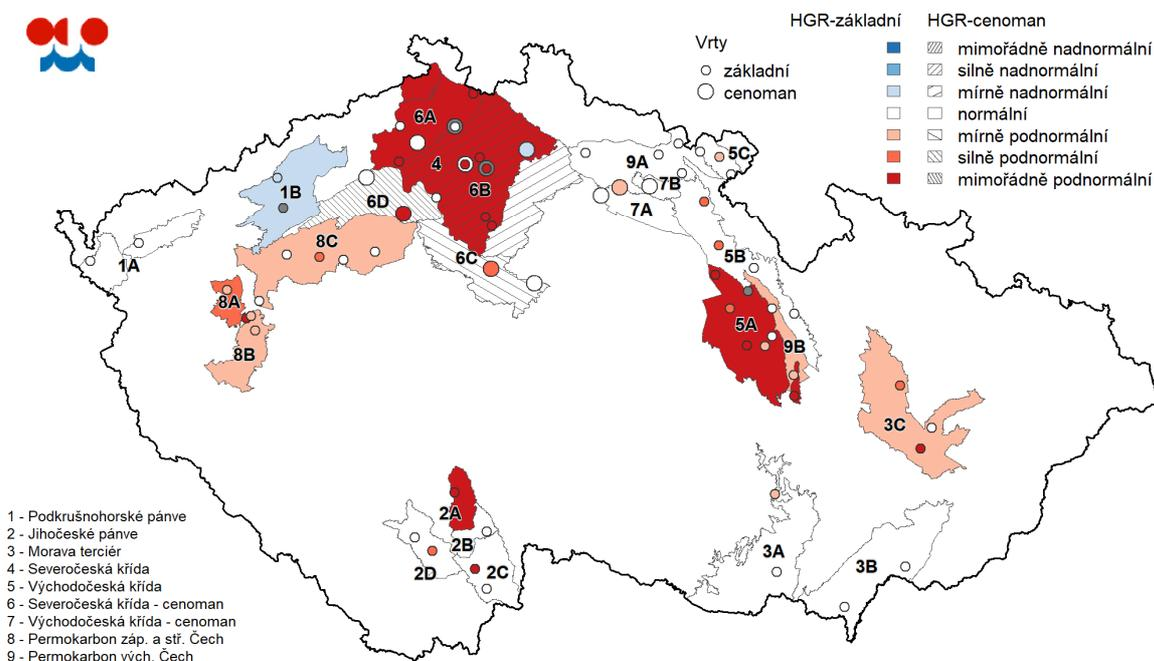 HGR-základní HGR-cenoman
mimořádně nadnormální
silně nadnormální
mírně nadnormální
normální
mírně podnormální
silně podnormální
mimořádně podnormální
Vrty
základní
cenoman
6A
5C
9A
4
7B
1B
6B
6D
7A
8C
5B
6C
1A
8A
5A
9B
8B
3C
2A
2B
3A
3B
2D
2C
1 - Podkrušnohorské pánve
2 - Jihočeské pánve
3 - Morava terciér
4 - Severočeská křída
5 - Východočeská křída
6 - Severočeská křída - cenoman
7 - Východočeská křída - cenoman
8 - Permokarbon záp. a stř. Čech
9 - Permokarbon vých. Čech